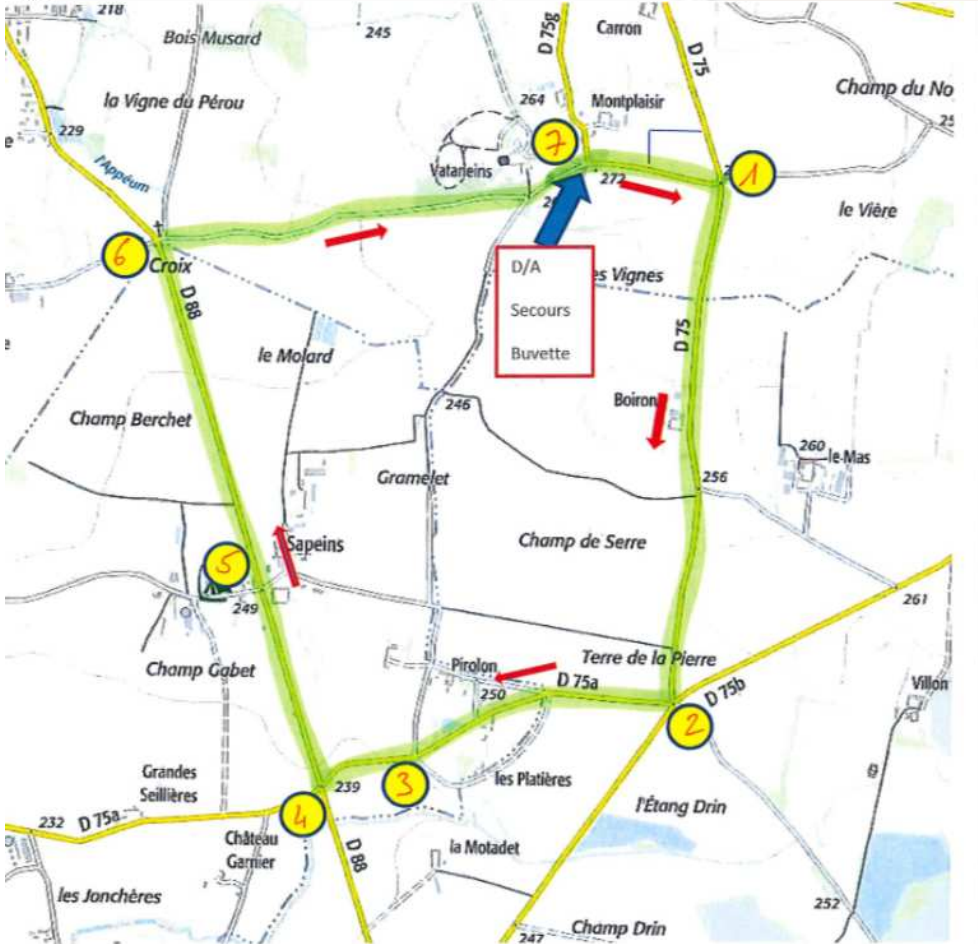 218
Bois Musard
245
D 75g
Carron
D 75
Champ du No
la Vigne du Pérou
264
Montplaisir
229
7
Vataneins
272
1
l'Appéum
le Vière
6
Croix
D/A
Secours
Buvette
es Vignes
D 88
D 75
le Molard
Boiron
246
Champ Berchet
260
le Mas
Gramelet
256
Sapeins
Champ de Serre
5
249
261
Champ Gabet
Pirolon
250
D 75a
Terre de la Pierre
D 75b
Villon
2
Grandes
Seillières
239
3
les Platières
l'Étang Drin
232
D 75a
4
Château
Garnier
D 88
la Motadet
les Jonchères
252
Champ Drin
247